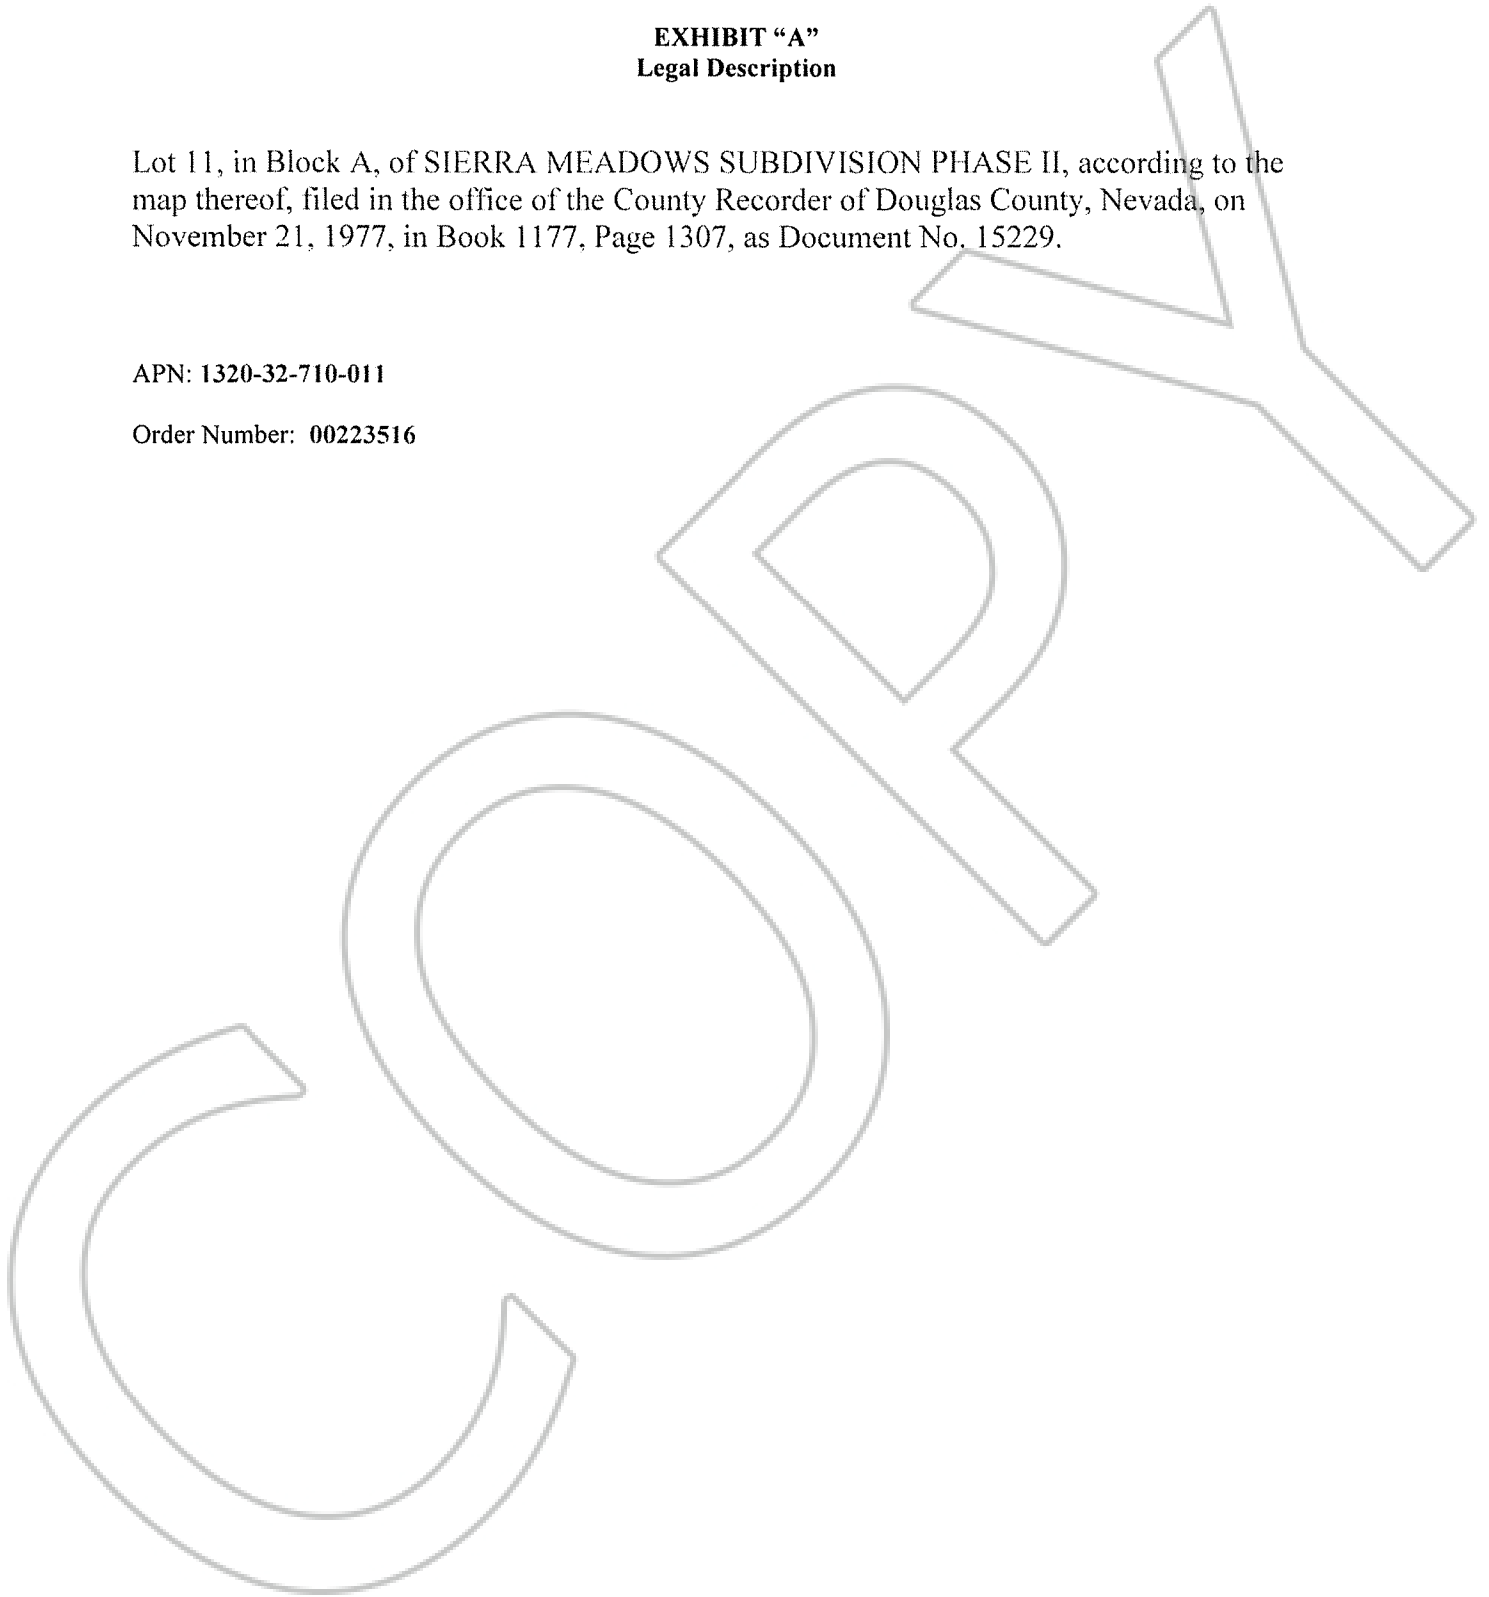 EXHIBIT “A”
Legal Description
Lot 11, in Block A, of SIERRA MEADOWS SUBDIVISION PHASE II, according to the
map thereof, filed in the office of the County Recorder of Douglas County, Nevada, on
November 21, 1977, in Book 1177, Page 1307, as Document No. 15229.
APN: 1320-32-710-011
Order Number: 00223516
COPY